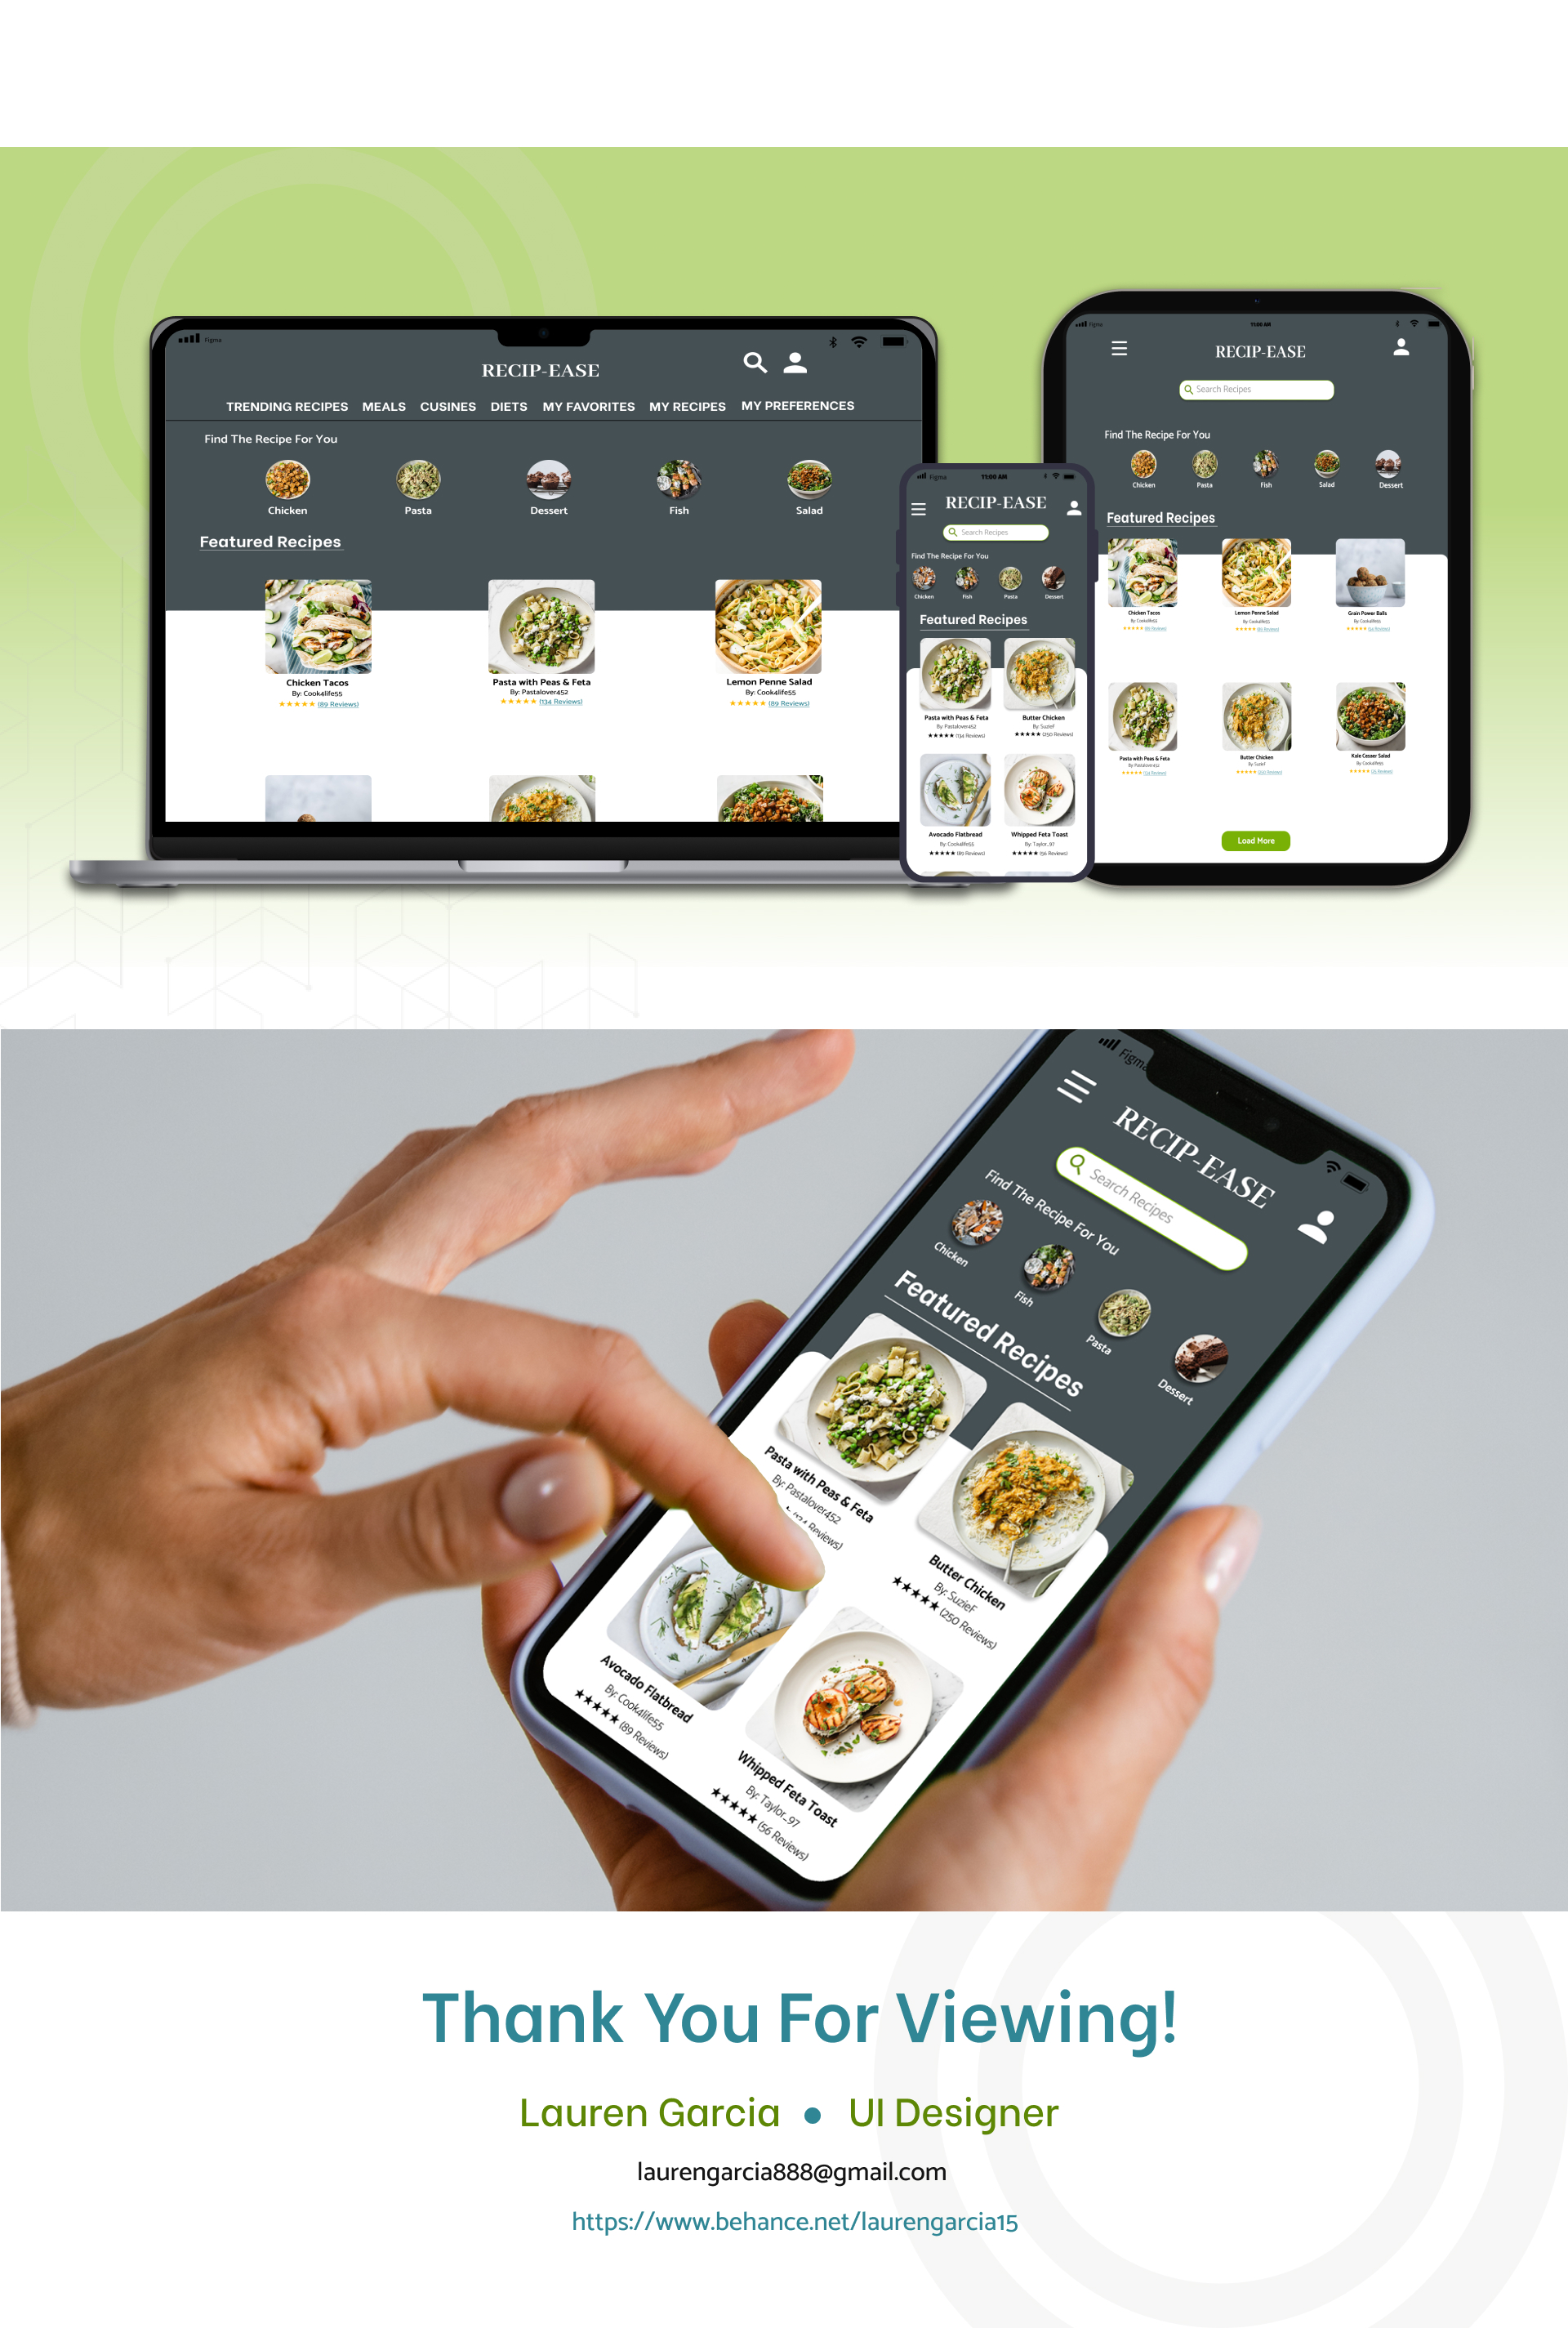 Figma
RECIP-EASE
TRENDING RECIPES MEALS CUSINES DIETS MY FAVORITES MY RECIPES MY PREFERENCES
Find The Recipe For You
Chicken Pasta Dessert Fish Salad
Featured Recipes
Chicken Tacos
By: Cook4life55
★★★★★ (89 Reviews)
Pasta with Peas & Feta
By: Pastalover452
★★★★★ (134 Reviews)
Lemon Penne Salad
By: Cook4life55
★★★★★ (89 Reviews)
Figma 11:00 AM
RECIP-EASE
Search Recipes
Find The Recipe For You
Chicken Fish Pasta Dessert
Featured Recipes
Pasta with Peas & Feta
By: Pastalover452
★★★★★ (134 Reviews)
Butter Chicken
By: SuzieF
★★★★★ (250 Reviews)
Avocado Flatbread
By: Cook4life55
★★★★★ (89 Reviews)
Whipped Feta Toast
By: Taylor_97
★★★★★ (56 Reviews)
Figma 11:00 AM
RECIP-EASE
Search Recipes
Find The Recipe For You
Chicken Pasta Fish Salad Dessert
Featured Recipes
Chicken Tacos
By: Cook4life55
★★★★★ (89 Reviews)
Lemon Penne Salad
By: Cook4life55
★★★★★ (89 Reviews)
Grain Power Balls
By: Cook4life55
★★★★★
Pasta with Peas & Feta
By: Pastalover452
★★★★★ (134 Reviews)
Butter Chicken
By: SuzieF
★★★★★ (250 Reviews)
Kale Ceaser Salad
By: Cook4life55
★★★★★
Load More
Figma
RECIP-EASE
Search Recipes
Find The Recipe For You
Chicken Fish Pasta Dessert
Featured Recipes
Pasta with Peas & Feta
By: Pastalover452
Reviews)
Butter Chicken
By: SuzieF
★★★★★ (250 Reviews)
Avocado Flatbread
By: Cook4life55
★★★★★ (89 Reviews)
Whipped Feta Toast
By: Taylor_97
★★★★★ (56 Reviews)
Thank You For Viewing!
Lauren Garcia ● UI Designer
laurengarcia888@gmail.com
https://www.behance.net/laurengarcia15